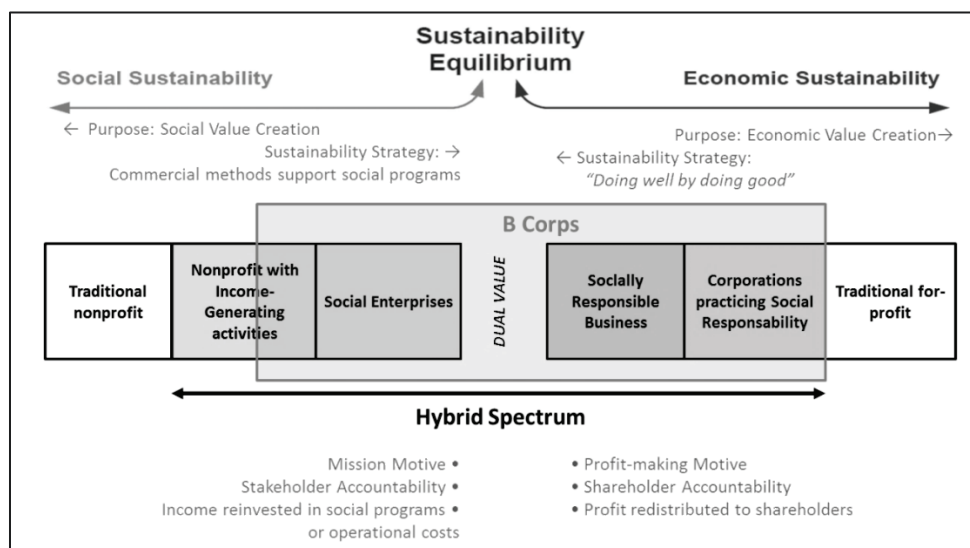 Sustainability
Equilibrium
Social Sustainability
Economic Sustainability
← Purpose: Social Value Creation
Sustainability Strategy: →
Commercial methods support social programs
Purpose: Economic Value Creation→
← Sustainability Strategy:
“Doing well by doing good”
B Corps
Traditional
nonprofit
Nonprofit with
Income-
Generating
activities
Social Enterprises
DUAL VALUE
Socially
Responsible
Business
Corporations
practicing Social
Responsability
Traditional for-
profit
Hybrid Spectrum
Mission Motive •
Stakeholder Accountability •
Income reinvested in social programs •
or operational costs
• Profit-making Motive
• Shareholder Accountability
• Profit redistributed to shareholders